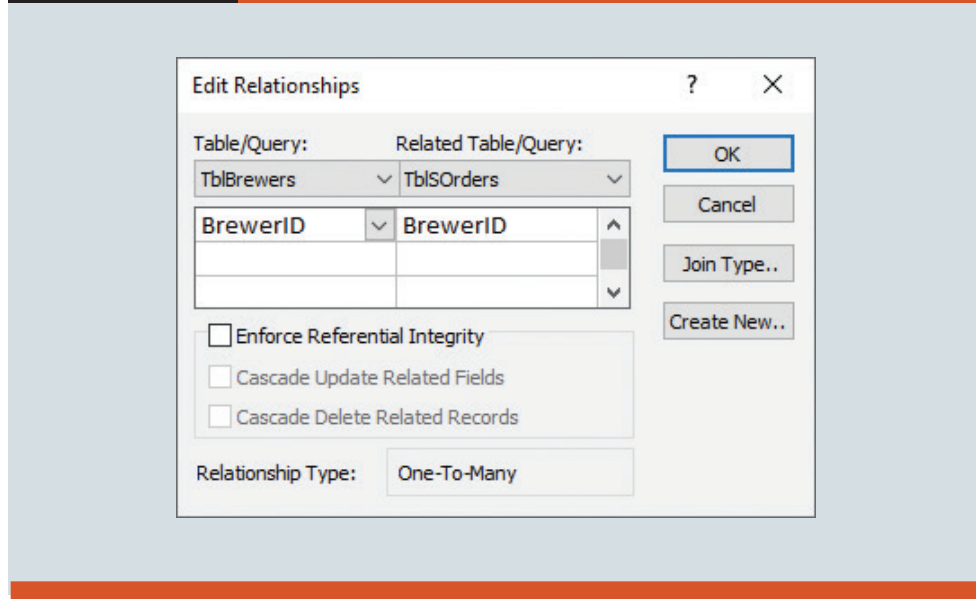 Edit Relationships ?
Table/Query: Related Table/Query:
TblBrewers TblSOrders
BrewerID BrewerID
Enforce Referential Integrity
Cascade Update Related Fields
Cascade Delete Related Records
Relationship Type: One-To-Many
OK
Cancel
Join Type..
Create New..